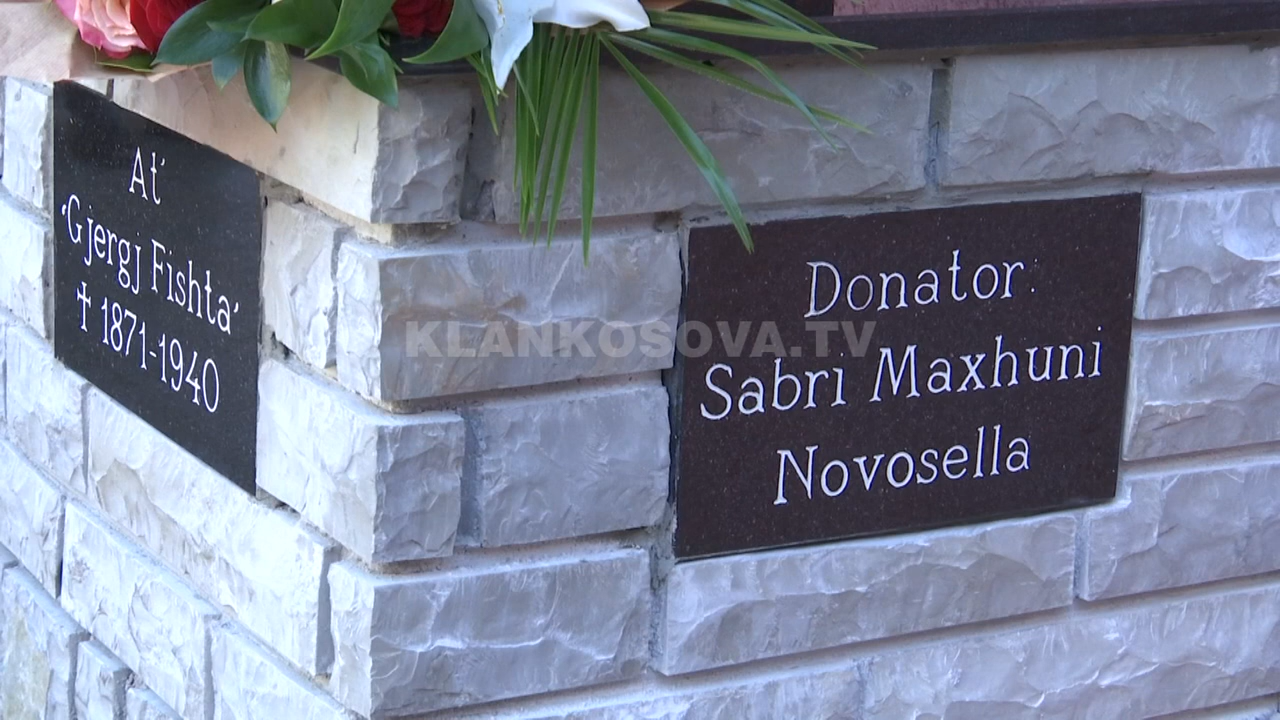 At'
'Gjergj Fishta'
† 1871-1940
Donator:
Sabri Maxhuni
Novosella
KLANKOSOVA.TV